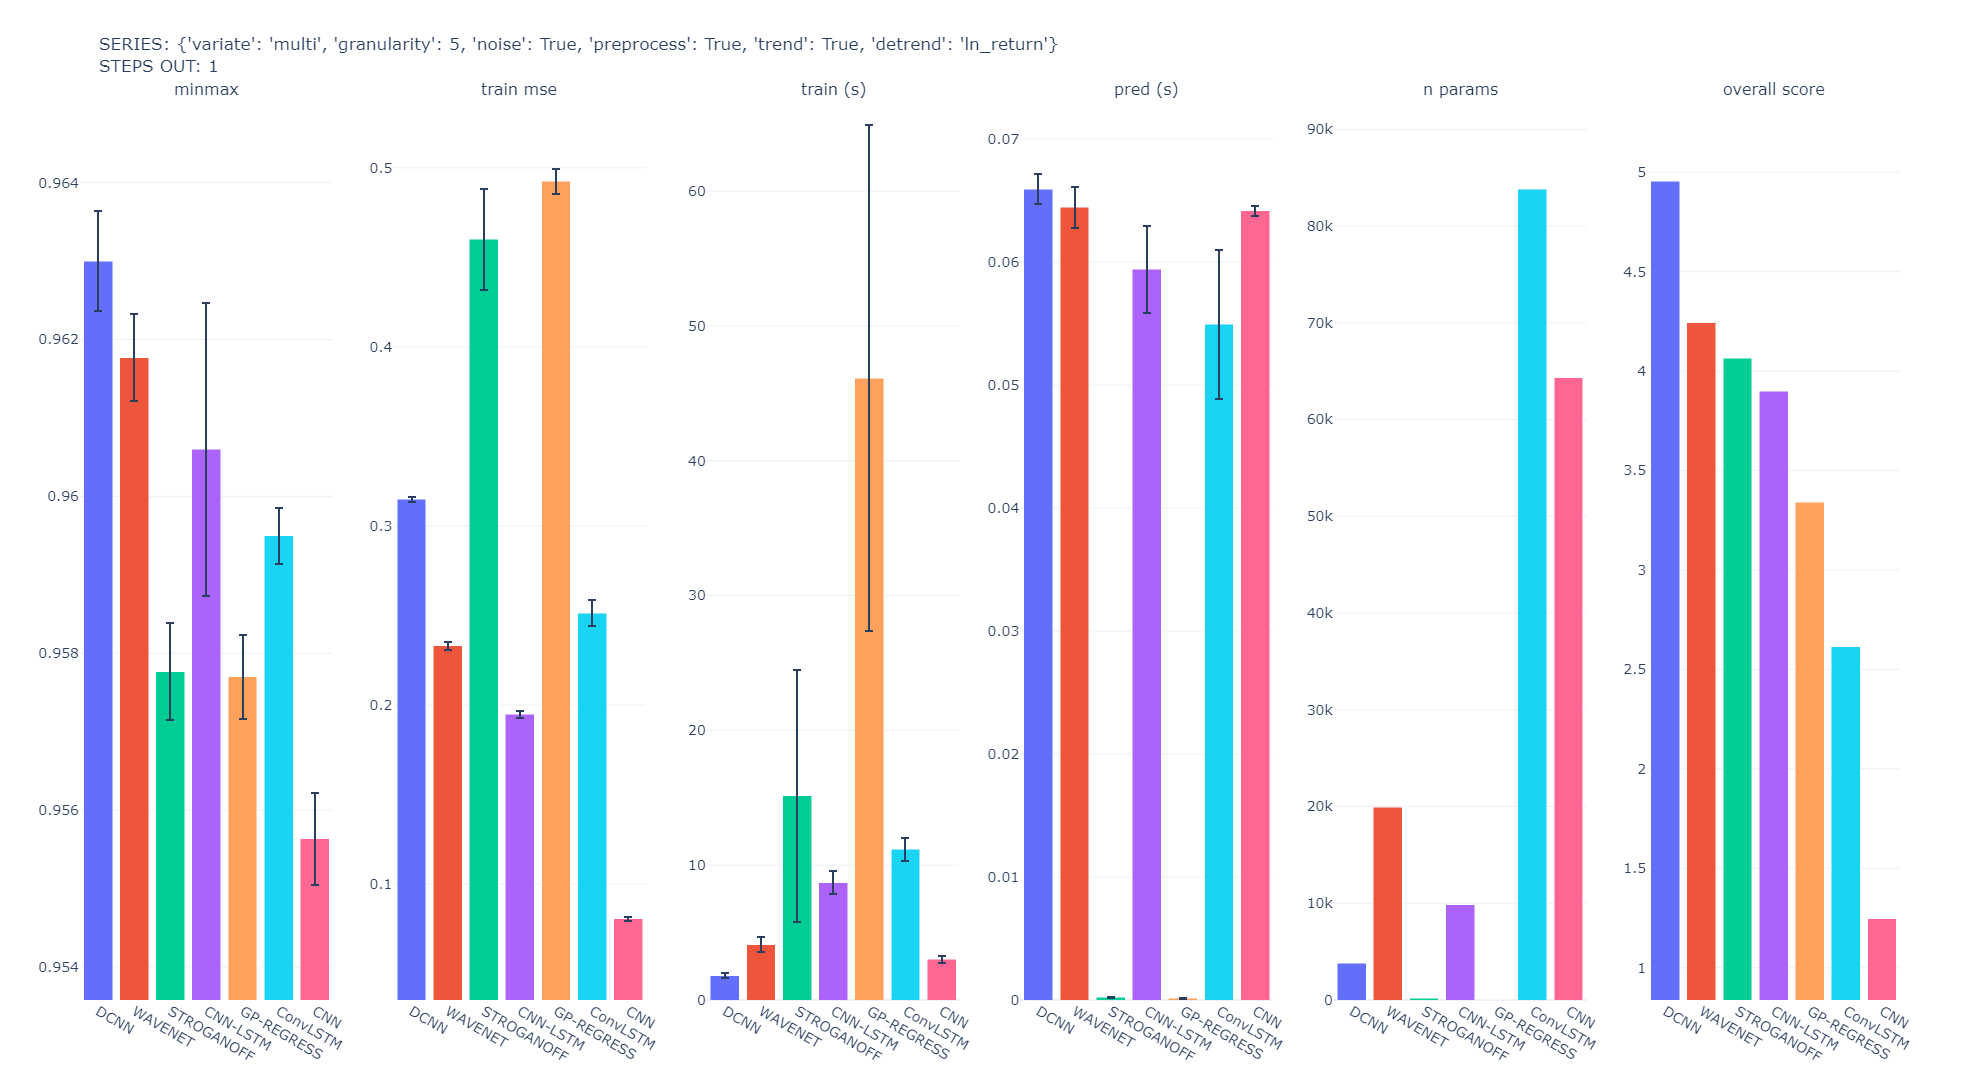 SERIES: {'variate': 'multi', 'granularity': 5, 'noise': True, 'preprocess': True, 'trend': True, 'detrend': 'ln_return'}
STEPS OUT: 1
minmax
0.964
0.962
0.96
0.958
0.956
0.954
DCNN
WAVENET
STROGANOFF
CNN-LSTM
GP-REGRESS
ConvLSTM
CNN
train mse
0.5
0.4
0.3
0.2
0.1
DCNN
WAVENET
STROGANOFF
CNN-LSTM
GP-REGRESS
ConvLSTM
CNN
train (s)
60
50
40
30
20
10
0
DCNN
WAVENET
STROGANOFF
CNN-LSTM
GP-REGRESS
ConvLSTM
CNN
pred (s)
0.07
0.06
0.05
0.04
0.03
0.02
0.01
0
DCNN
WAVENET
STROGANOFF
CNN-LSTM
GP-REGRESS
ConvLSTM
CNN
n params
90k
80k
70k
60k
50k
40k
30k
20k
10k
0
DCNN
WAVENET
STROGANOFF
CNN-LSTM
GP-REGRESS
ConvLSTM
CNN
overall score
5
4.5
4
3.5
3
2.5
2
1.5
1
DCNN
WAVENET
STROGANOFF
CNN-LSTM
GP-REGRESS
ConvLSTM
CNN